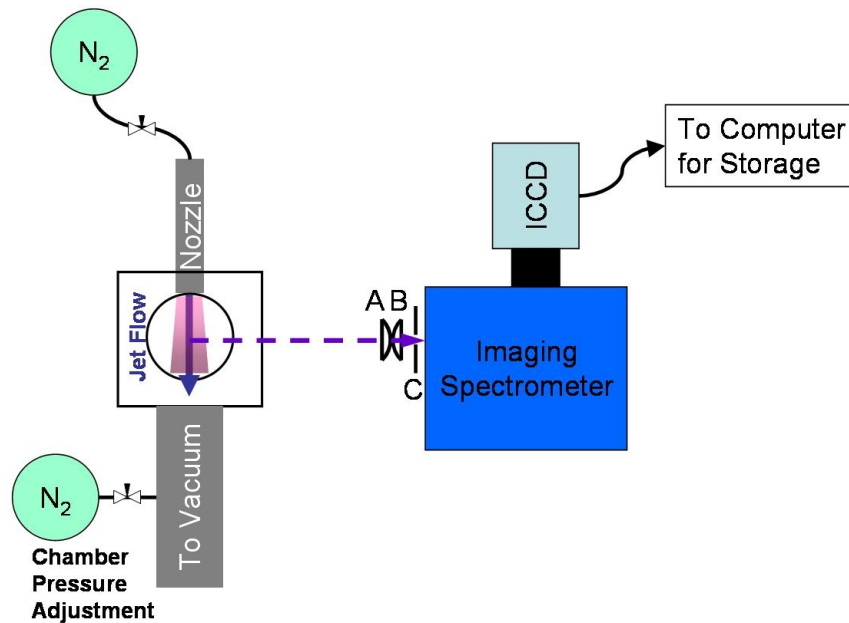 N2
To Computer
for Storage
ICCD
Nozzle
Jet Flow
A B
C
Imaging
Spectrometer
To Vacuum
N2
Chamber
Pressure
Adjustment